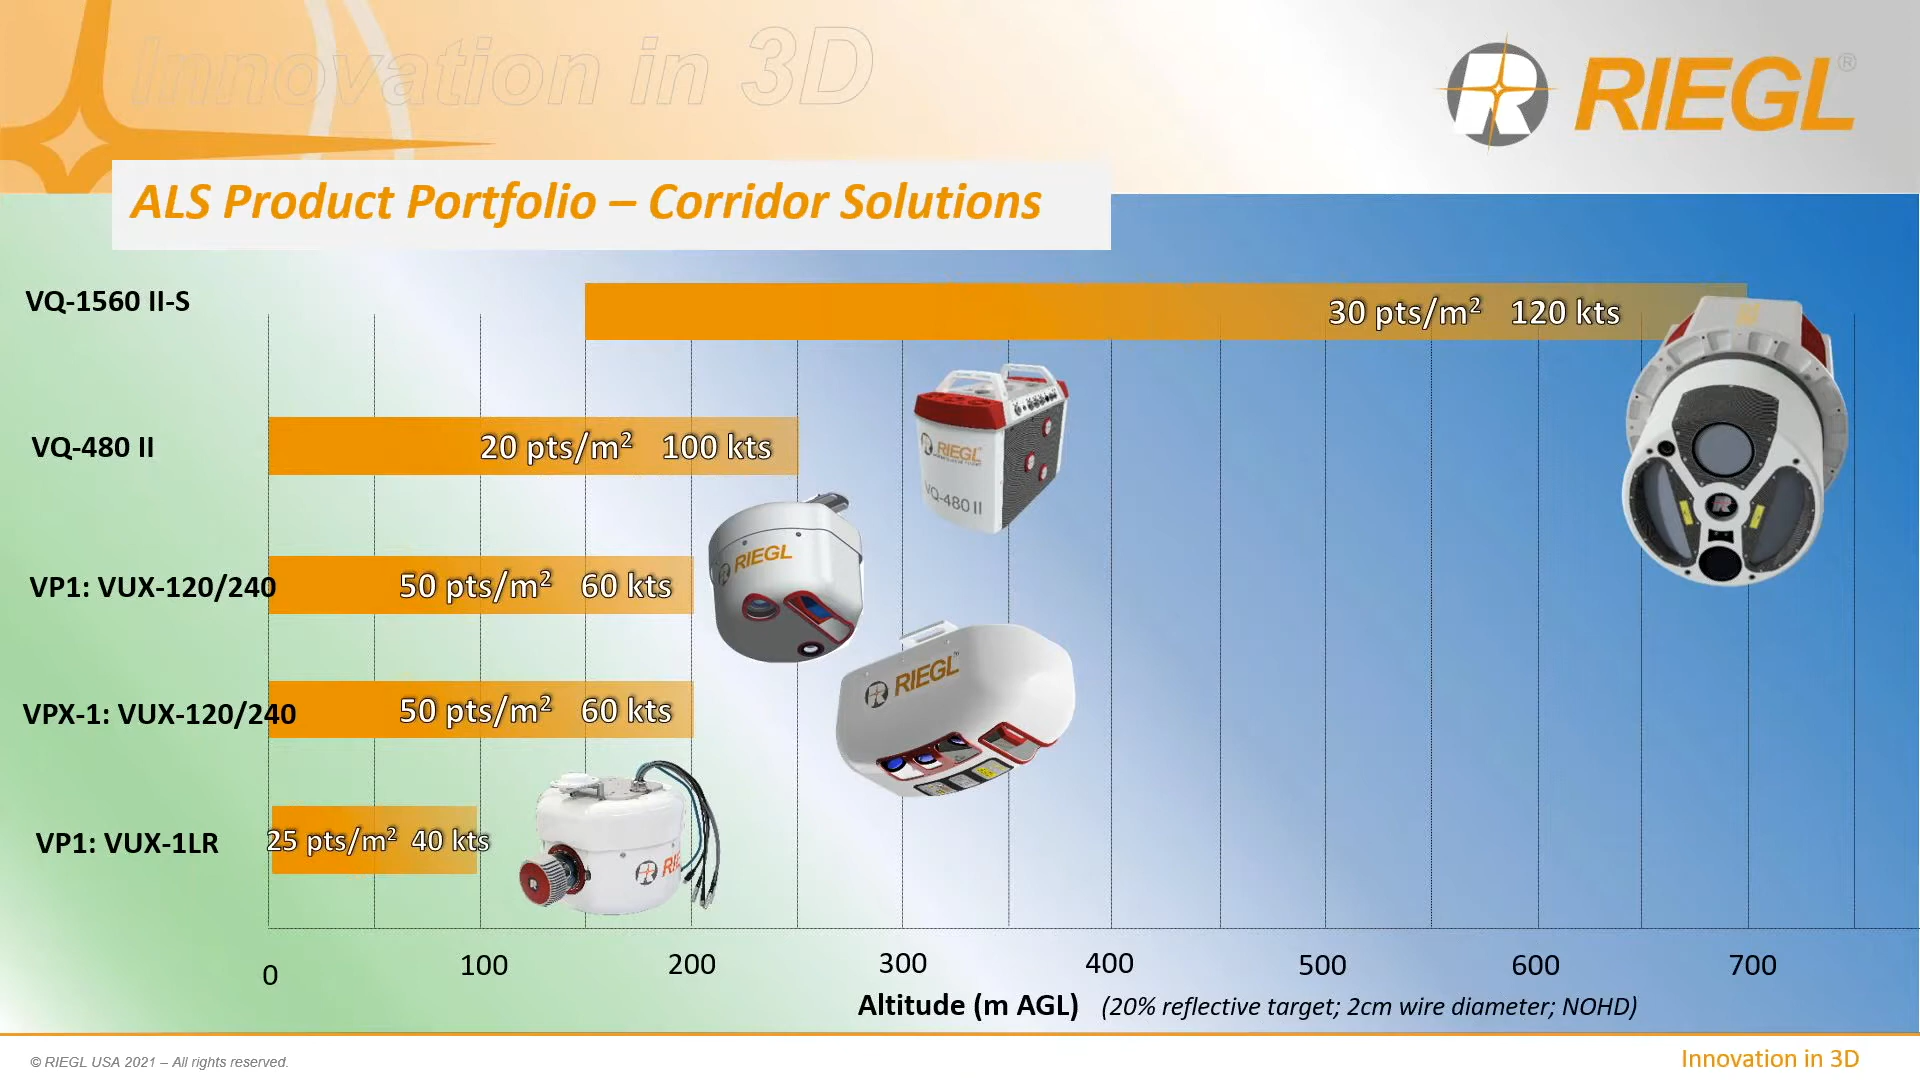 Innovation in 3D
RIEGL®
ALS Product Portfolio – Corridor Solutions
VQ-1560 II-S
30 pts/m² 120 kts
VQ-480 II
20 pts/m² 100 kts
RIEGL
VQ-480 II
VP1: VUX-120/240
50 pts/m² 60 kts
RIEGL
VPX-1: VUX-120/240
50 pts/m² 60 kts
RIEGL
VP1: VUX-1LR
25 pts/m² 40 kts
RIE
0
100
200
300
400
500
600
700
Altitude (m AGL) (20% reflective target; 2cm wire diameter; NOHD)
© RIEGL USA 2021 – All rights reserved.
Innovation in 3D